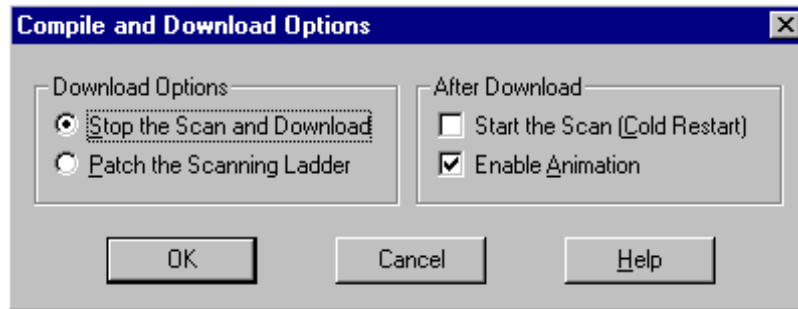 Compile and Download Options
Download Options
Stop the Scan and Download
Patch the Scanning Ladder
After Download
Start the Scan (Cold Restart)
Enable Animation
OK
Cancel
Help